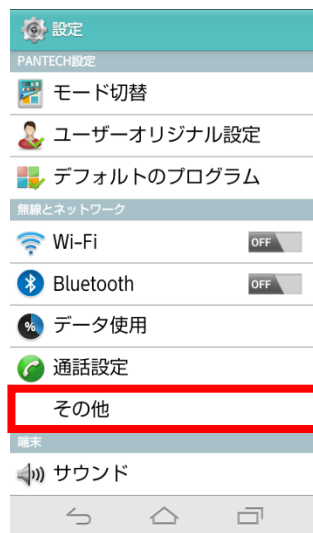 設定
PANTECH設定
モード切替
ユーザーオリジナル設定
デフォルトのプログラム
無線とネットワーク
Wi-Fi OFF
Bluetooth OFF
% データ使用
通話設定
その他
端末
サウンド